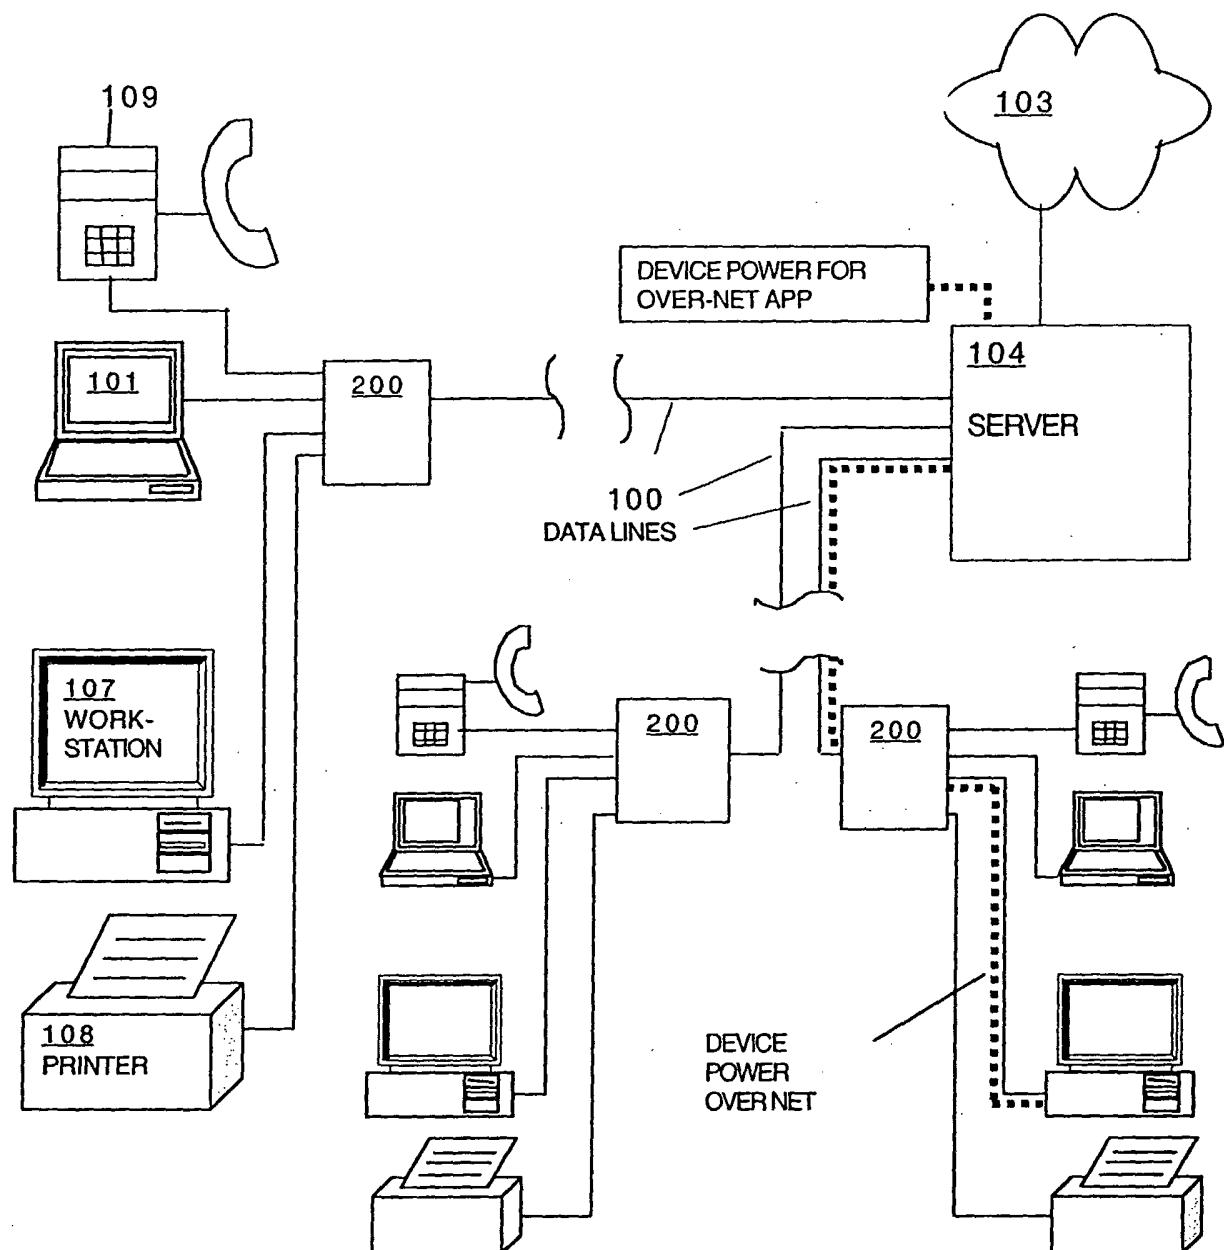 109
103
DEVICE POWER FOR
OVER-NET APP
101
200
104
SERVER
100
DATA LINES
107
WORK-
STATION
200
200
108
PRINTER
DEVICE
POWER
OVER NET